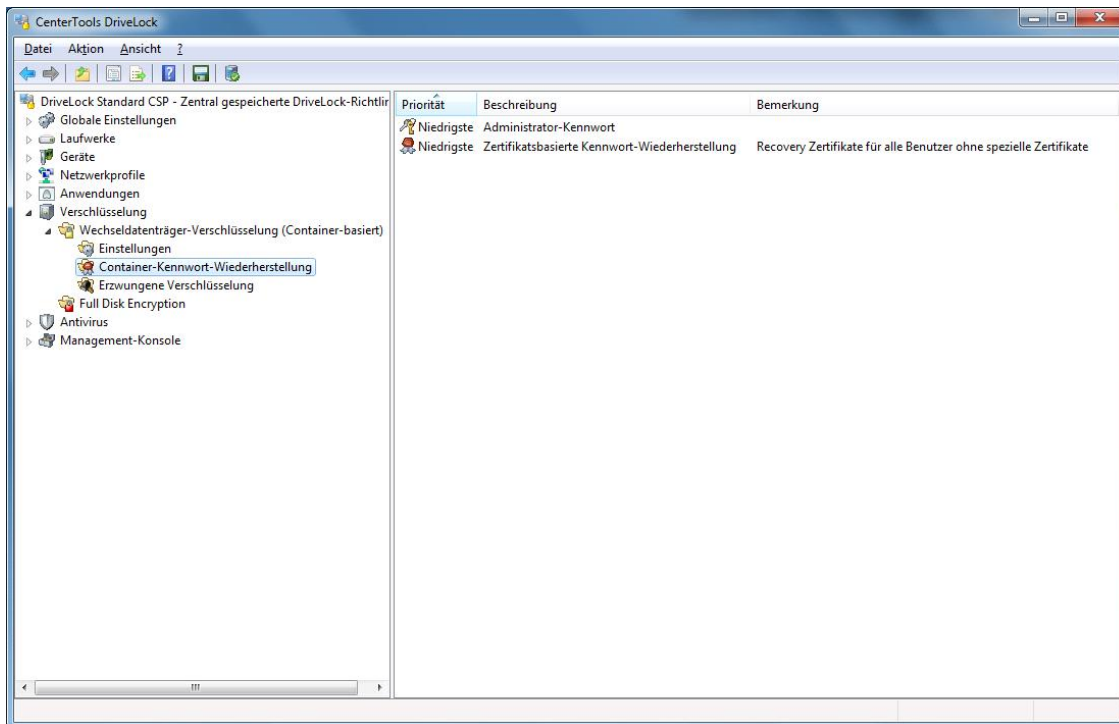 CenterTools DriveLock
Datei Aktion Ansicht ?
DriveLock Standard CSP - Zentral gespeicherte DriveLock-Richtlir
Globale Einstellungen
Laufwerke
Geräte
Netzwerkprofile
Anwendungen
Verschlüsselung
Wechseldatenträger-Verschlüsselung (Container-basiert)
Einstellungen
Container-Kennwort-Wiederherstellung
Erzwungene Verschlüsselung
Full Disk Encryption
Antivirus
Management-Konsole
Priorität Beschreibung Bemerkung
Niedrigste Administrator-Kennwort
Niedrigste Zertifikatsbasierte Kennwort-Wiederherstellung Recovery Zertifikate für alle Benutzer ohne spezielle Zertifikate